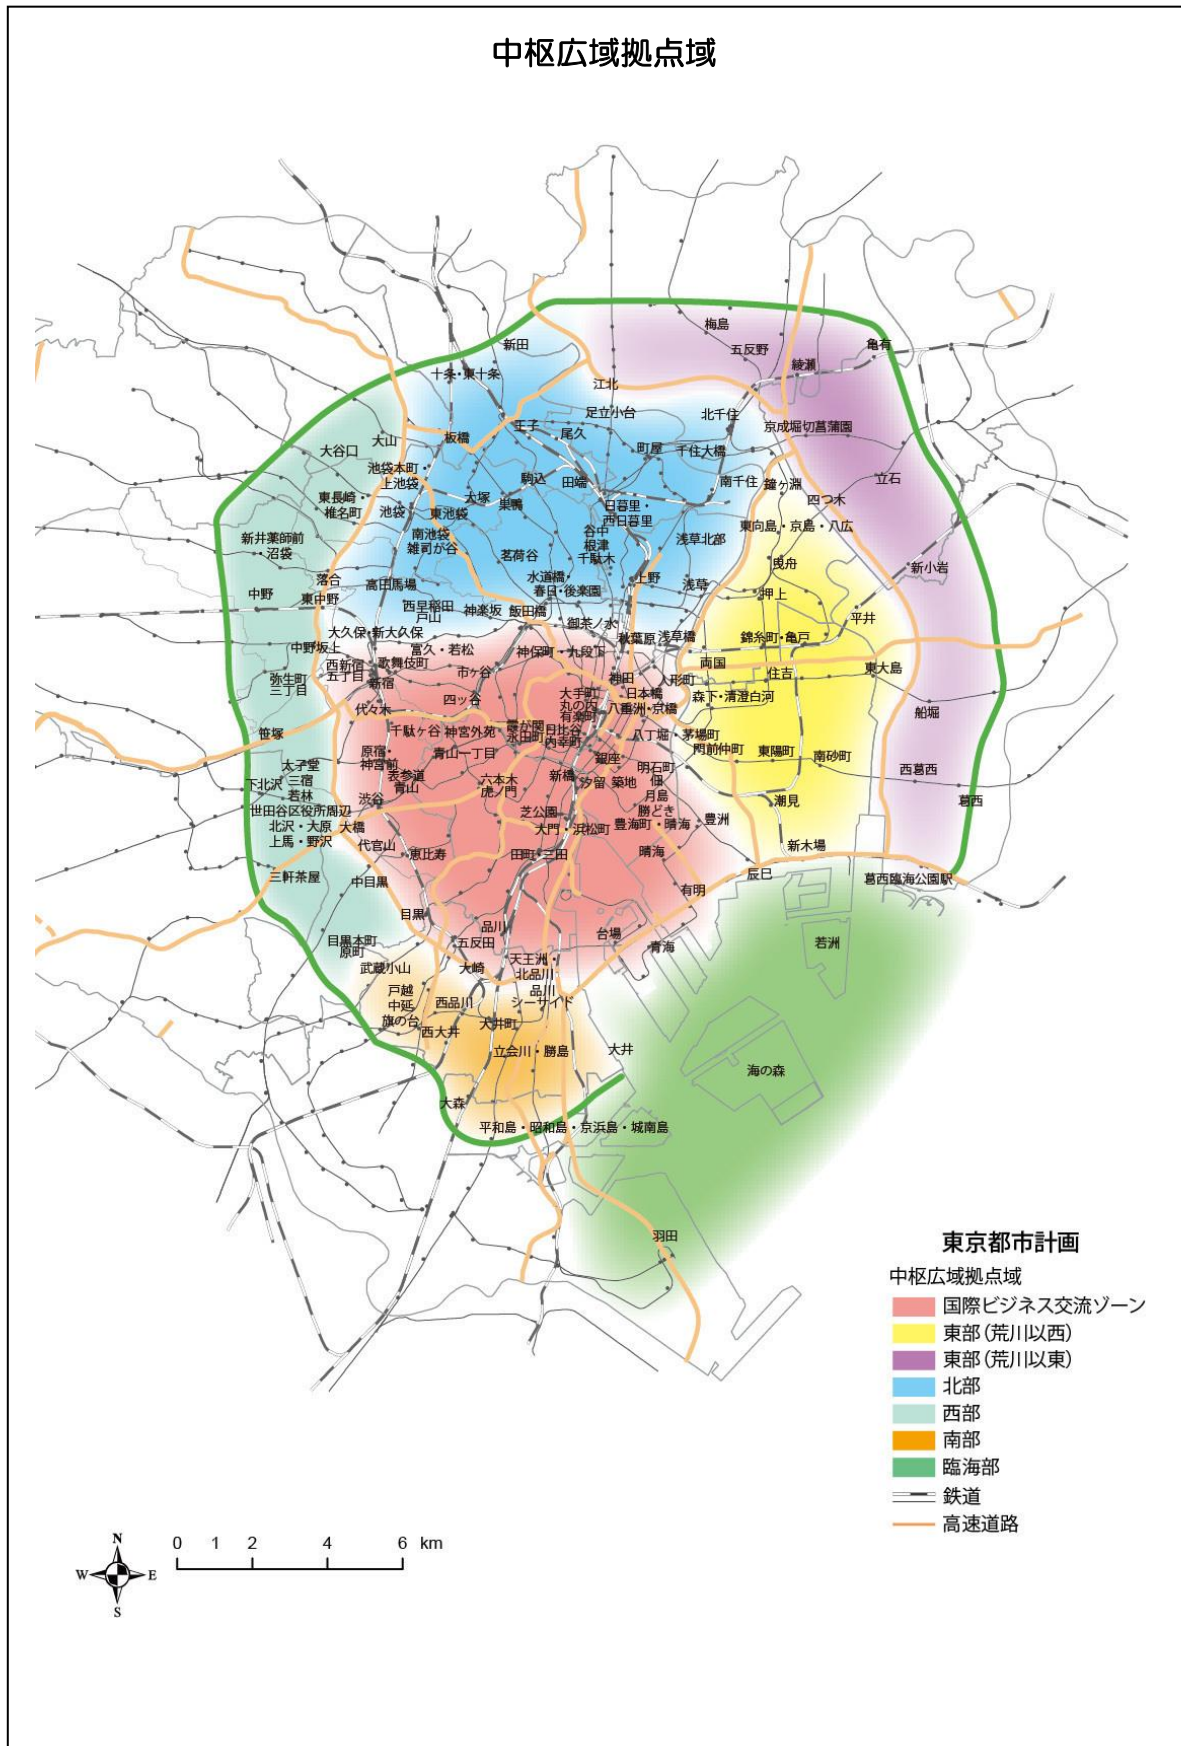 中枢広域拠点域
梅島
新田
五反野
亀有
綾瀬
十条・東十条
江北
足立小台
北千住
王子
尾久
京成堀切菖蒲園
大山
板橋
大谷口
町屋
千住大橋
池袋本町・
上池袋
駒込
田端
南千住
鐘ヶ淵
立石
東長崎・
椎名町
大塚
巣鴨
四つ木
池袋
東池袋
日暮里・
西日暮里
東向島・京島・八広
新井薬師前
・沼袋
南池袋
雑司が谷
谷中
根津
千駄木
浅草北部
茗荷谷
曳舟
新小岩
落合
高田馬場
水道橋・
春日・後楽園
上野
浅草
押上
中野
東中野
西早稲田
戸山
神楽坂
飯田橋
平井
御茶ノ水
大久保・新大久保
秋葉原
浅草橋
錦糸町・亀戸
中野坂上
富久・若松
神保町・九段下
西新宿
五丁目
歌舞伎町
両国
東大島
弥生町
三丁目
新宿
市ヶ谷
神田
人形町
住吉
四ッ谷
大手町
丸の内
有楽町
日本橋
八重洲・京橋
森下・清澄白河
代々木
船堀
笹塚
千駄ヶ谷
神宮外苑
霞が関
永田町
日比谷
内幸町
八丁堀・茅場町
原宿・
神宮前
青山一丁目
門前仲町
東陽町
南砂町
太子堂
三宿
若林
銀座
明石町
佃
月島
勝どき
西葛西
下北沢
表参道
青山
六本木
虎ノ門
新橋
汐留
築地
葛西
世田谷区役所周辺
渋谷
潮見
芝公園
北沢・大原
上馬・野沢
大橋
大門・浜松町
豊海町・晴海
豊洲
代官山
恵比寿
田町・三田
晴海
新木場
三軒茶屋
中目黒
辰巳
葛西臨海公園駅
有明
目黒
品川
台場
目黒本町
原町
五反田
青海
若洲
武蔵小山
大崎
天王洲・
北品川
戸越
中延
旗の台
西品川
品川
シーサイド
西大井
大井町
立会川・勝島
大井
海の森
大森
平和島・昭和島・京浜島・城南島
羽田
東京都市計画
中枢広域拠点域
国際ビジネス交流ゾーン
東部（荒川以西）
東部（荒川以東）
北部
西部
南部
臨海部
鉄道
高速道路
N
W
E
S
0 1 2 4 6 km